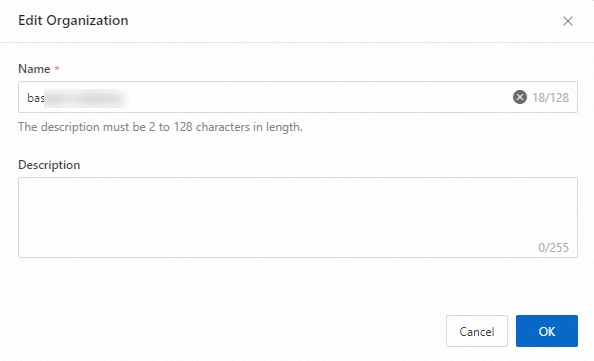 Edit Organization
Name *
bas
18/128
The description must be 2 to 128 characters in length.
Description
0/255
Cancel
OK